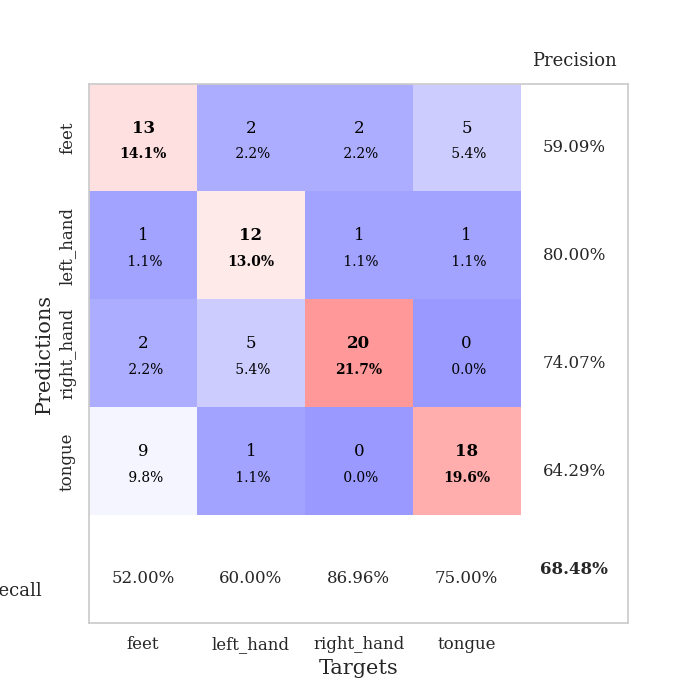 Precision
feet 13 2 2 5 59.09%
14.1% 2.2% 2.2% 5.4%
left_hand 1 12 1 1 80.00%
1.1% 13.0% 1.1% 1.1%
Predictions
right_hand 2 5 20 0 74.07%
2.2% 5.4% 21.7% 0.0%
tongue 9 1 0 18 64.29%
9.8% 1.1% 0.0% 19.6%
ecall 52.00% 60.00% 86.96% 75.00% 68.48%
feet left_hand right_hand tongue
Targets